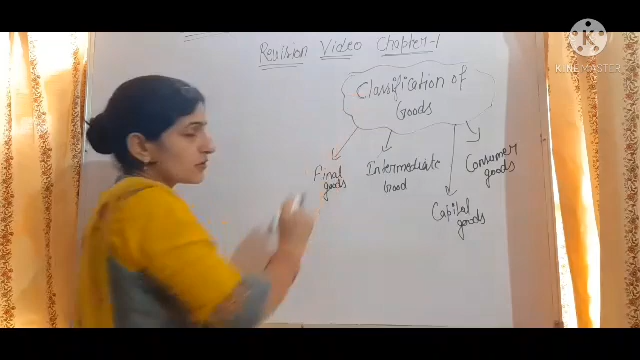 Revision Video Chapter-1
Classification of
Goods
Final
goods
Intermediate
Good
Capital
goods
Consumer
goods
KINEMASTER